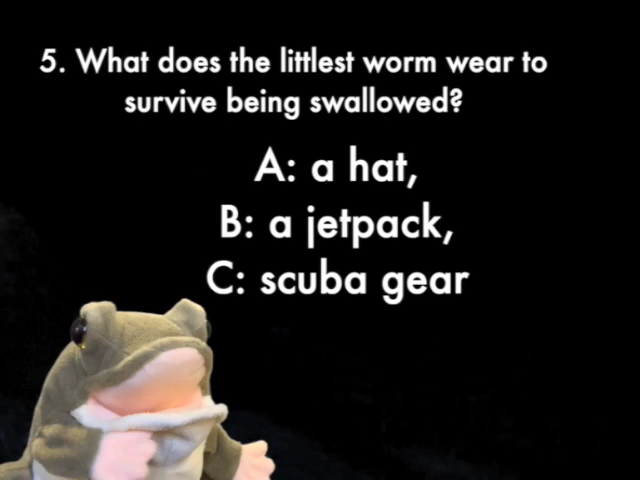 5. What does the littlest worm wear to
survive being swallowed?
A: a hat,
B: a jetpack,
C: scuba gear